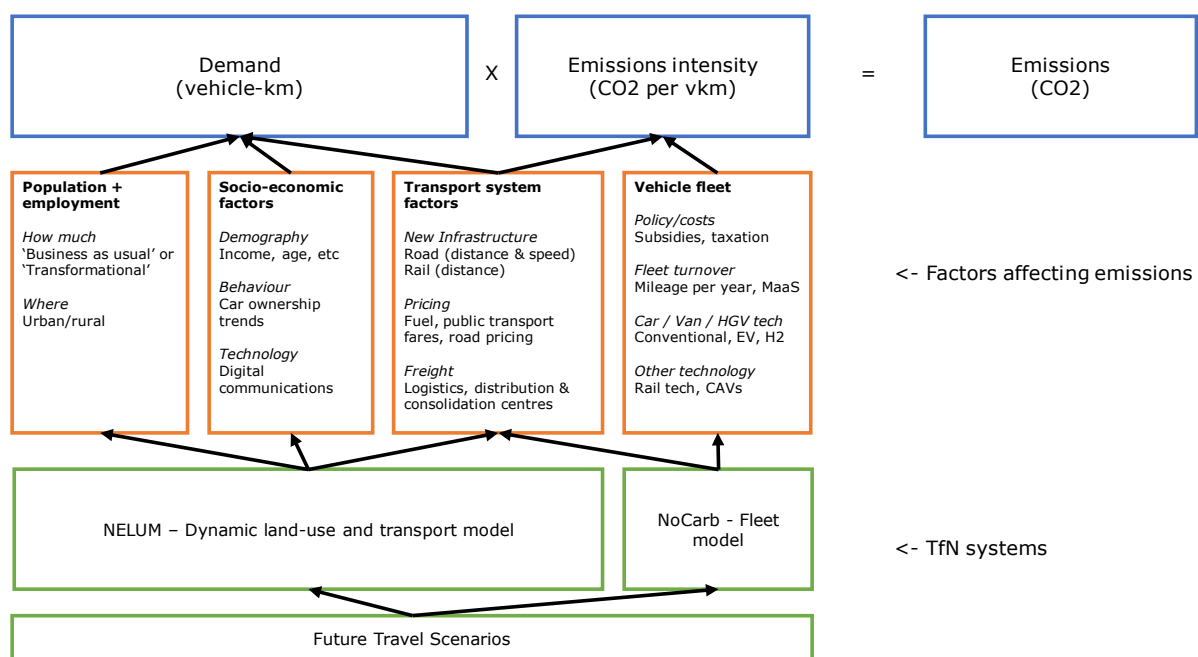 Demand
(vehicle-km)
X
Emissions intensity
(CO2 per vkm)
=
Emissions
(CO2)
Population +
employment
How much
‘Business as usual’ or
‘Transformational’
Where
Urban/rural
Socio-economic
factors
Demography
Income, age, etc
Behaviour
Car ownership
trends
Technology
Digital
communications
Transport system
factors
New Infrastructure
Road (distance & speed)
Rail (distance)
Pricing
Fuel, public transport
fares, road pricing
Freight
Logistics, distribution &
consolidation centres
Vehicle fleet
Policy/costs
Subsidies, taxation
Fleet turnover
Mileage per year, MaaS
Car / Van / HGV tech
Conventional, EV, H2
Other technology
Rail tech, CAVs
<- Factors affecting emissions
NELUM – Dynamic land-use and transport model
NoCarb - Fleet
model
<- TfN systems
Future Travel Scenarios